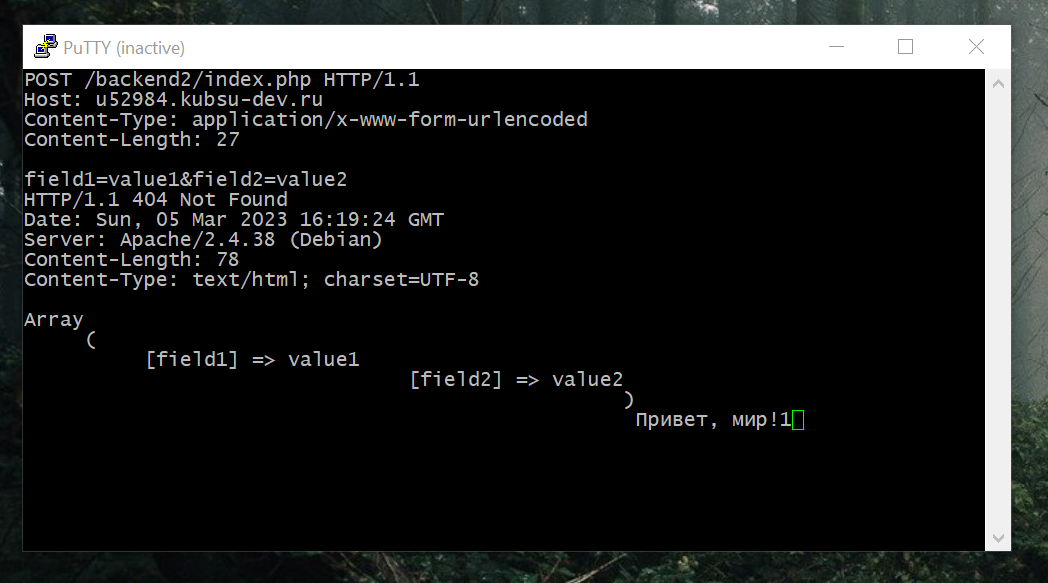 PuTTY (inactive)
POST /backend2/index.php HTTP/1.1
Host: u52984.kubsu-dev.ru
Content-Type: application/x-www-form-urlencoded
Content-Length: 27
field1=value1&field2=value2
HTTP/1.1 404 Not Found
Date: Sun, 05 Mar 2023 16:19:24 GMT
Server: Apache/2.4.38 (Debian)
Content-Length: 78
Content-Type: text/html; charset=UTF-8
Array
(
[field1] => value1
[field2] => value2
)
Привет, мир!1